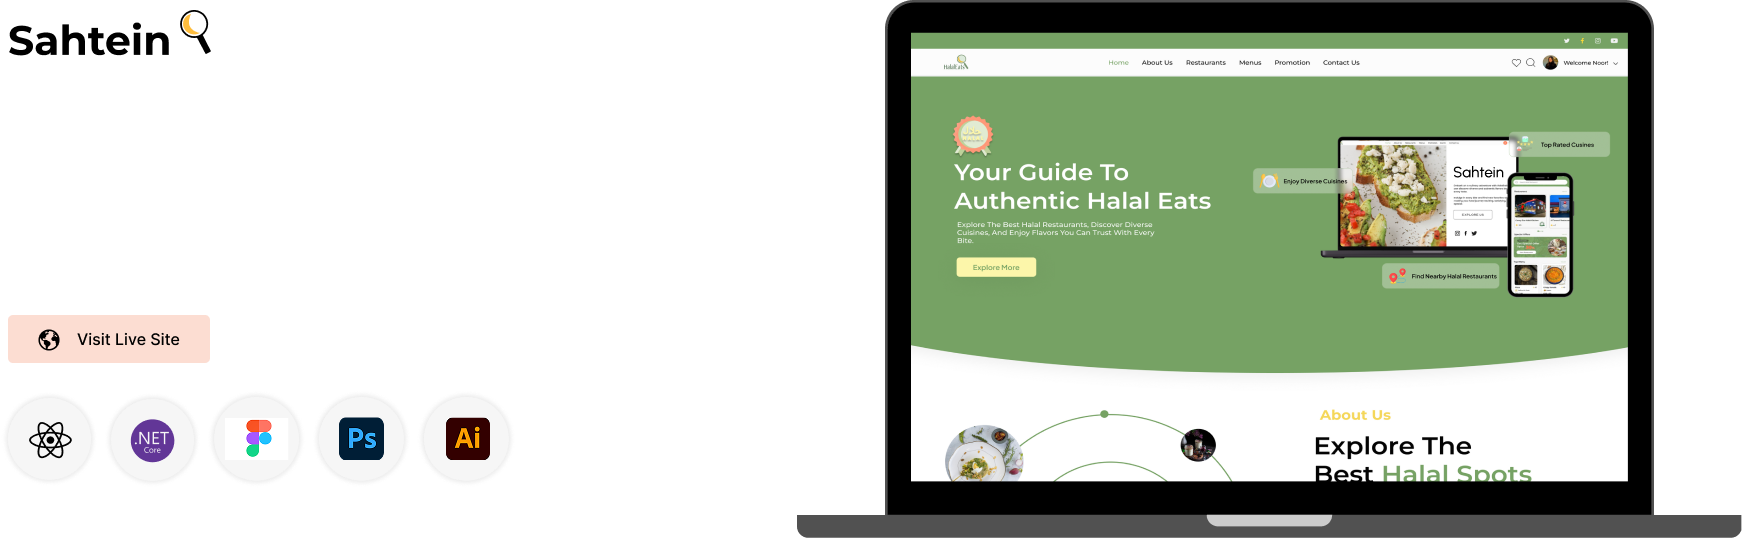 Sahtein
Visit Live Site
.NET
Core
Ps
Ai
HalalEats
Home About Us Restaurants Menus Promotion Contact Us
Welcome Noor!
Your Guide To
Authentic Halal Eats
Explore The Best Halal Restaurants, Discover Diverse
Cuisines, And Enjoy Flavors You Can Trust With Every
Bite.
Explore More
Enjoy Diverse Cuisines
Top Rated Cusines
Sahtein
EXPLORE US
Find Nearby Halal Restaurants
About Us
Explore The
Best Halal Spots